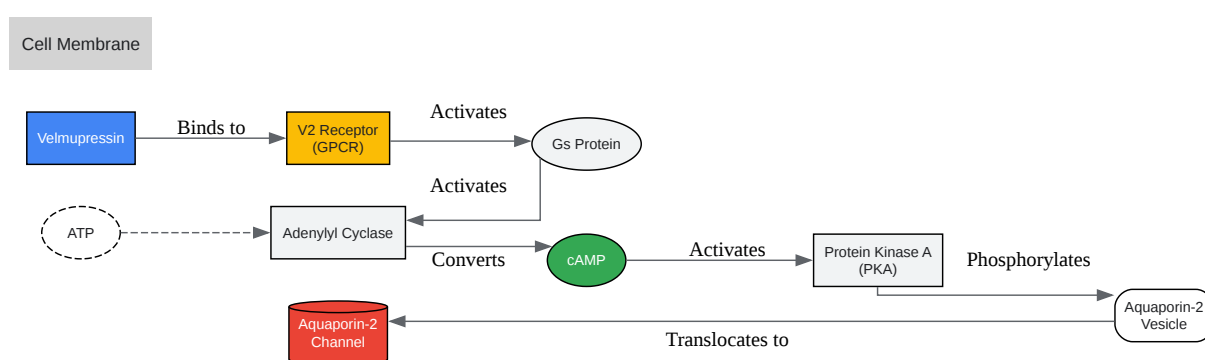 Cell Membrane
Activates
Velmupressin
Binds to
V2 Receptor
(GPCR)
Gs Protein
Activates
ATP
Adenylyl Cyclase
Converts
cAMP
Activates
Protein Kinase A
(PKA)
Phosphorylates
Aquaporin-2
Channel
Translocates to
Aquaporin-2
Vesicle